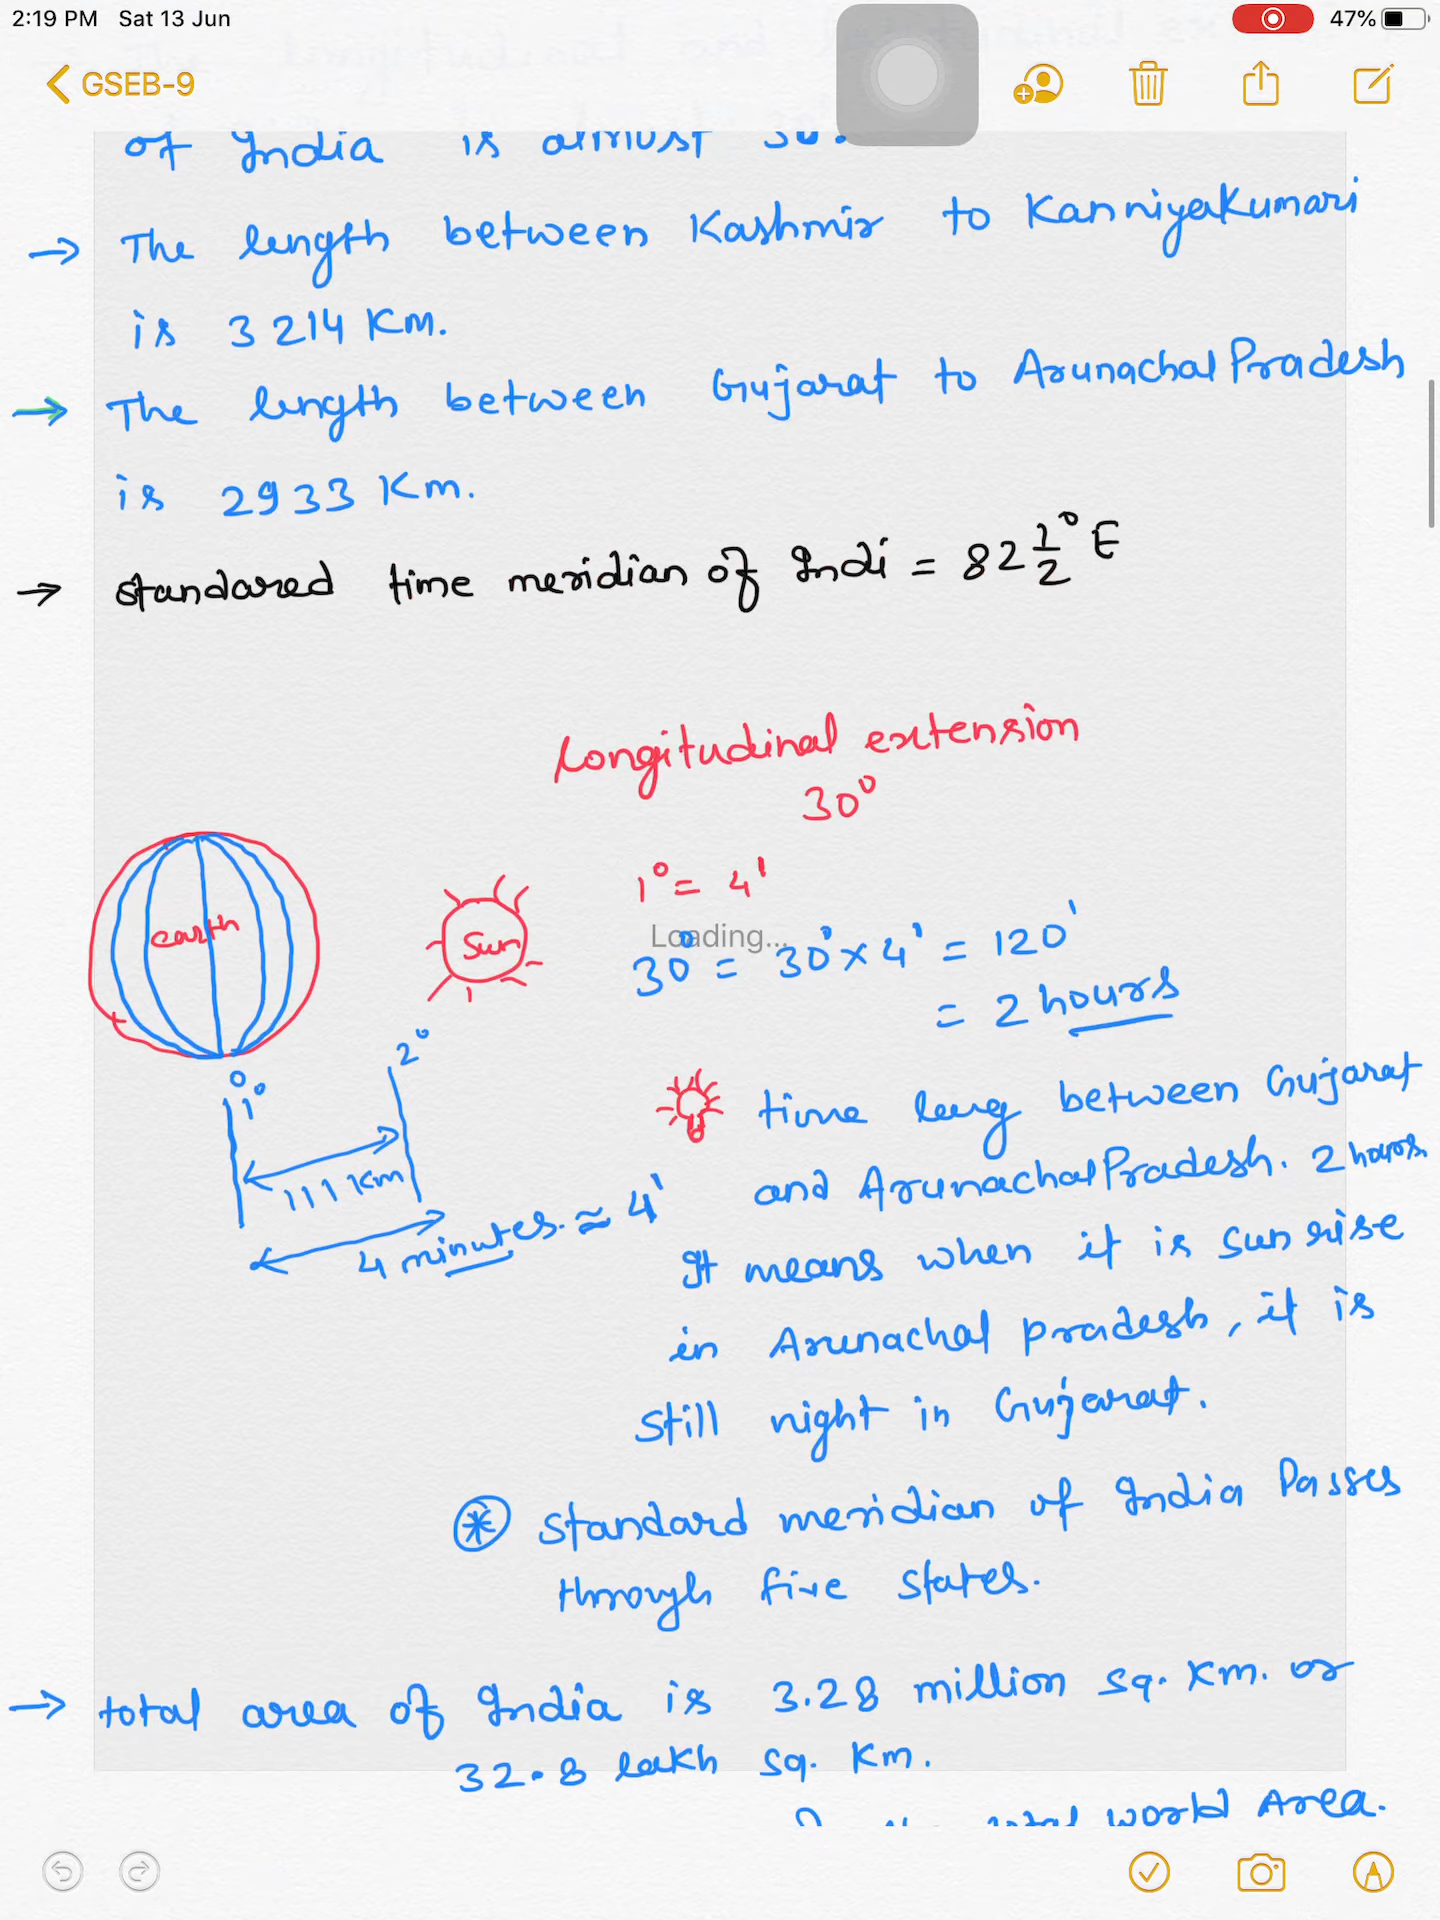 2:19 PM Sat 13 Jun 47%
GSEB-9
of India is almost 30.
→ The length between Kashmir to Kanniyakumari
is 3214 Km.
→ The length between Gujarat to Arunachal Pradesh
is 2933 Km.
→ standared time meridian of Indi = 82 1/2° E
Longitudinal extension
30°
earth
Sun
1° = 4'
Loading...
30° = 30° x 4' = 120'
= 2 hours
1°
2°
111 Km
4 minutes. ≈ 4'
time leug between Gujarat
and Arunachal Pradesh. 2 hours
It means when it is sun rise
in Arunachal pradesh, it is
still night in Gujarat.
* standard meridian of India Passes
through five states.
→ total area of India is 3.28 million sq. Km. or
32.8 lakh sq. Km.
total world Area.